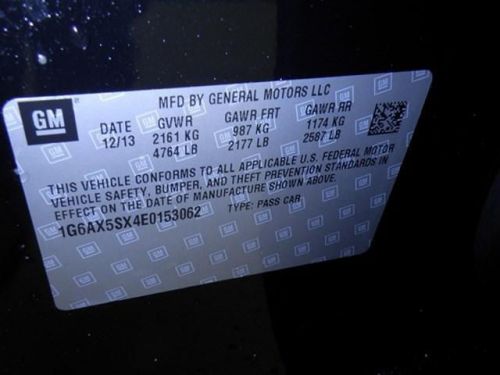 MFD BY GENERAL MOTORS LLC
GM DATE GVWR GAWR FRT GAWR RR
12/13 2161 KG 987 KG 1174 KG
4764 LB 2177 LB 2587 LB
THIS VEHICLE CONFORMS TO ALL APPLICABLE U.S. FEDERAL MOTOR
VEHICLE SAFETY, BUMPER, AND THEFT PREVENTION STANDARDS IN
EFFECT ON THE DATE OF MANUFACTURE SHOWN ABOVE.
1G6AX5SX4E0153062 TYPE: PASS CAR